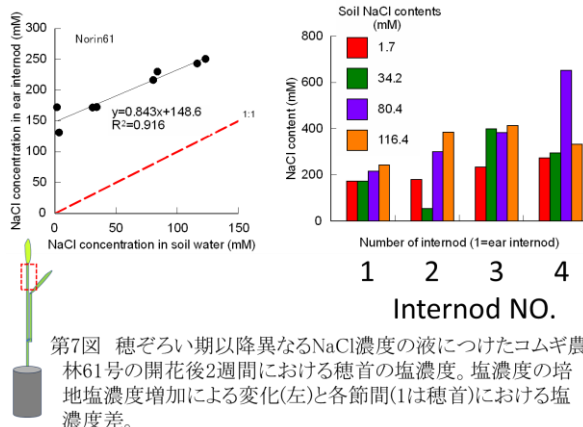 NaCl concentration in ear internod (mM)
300
250
200
150
100
50
0
Norin61
y=0.843x+148.6
R²=0.916
1:1
0
50
100
150
NaCl concentration in soil water (mM)
Soil NaCl contents
(mM)
1.7
34.2
80.4
116.4
NaCl content (mM)
800
600
400
200
0
Number of internod (1=ear internod)
1 2 3 4
Internod NO.
第7図 穂ぞろい期以降異なるNaCl濃度の液につけたコムギ農
林61号の開花後2週間における穂首の塩濃度。塩濃度の培
地塩濃度増加による変化(左)と各節間(1は穂首)における塩
濃度差。